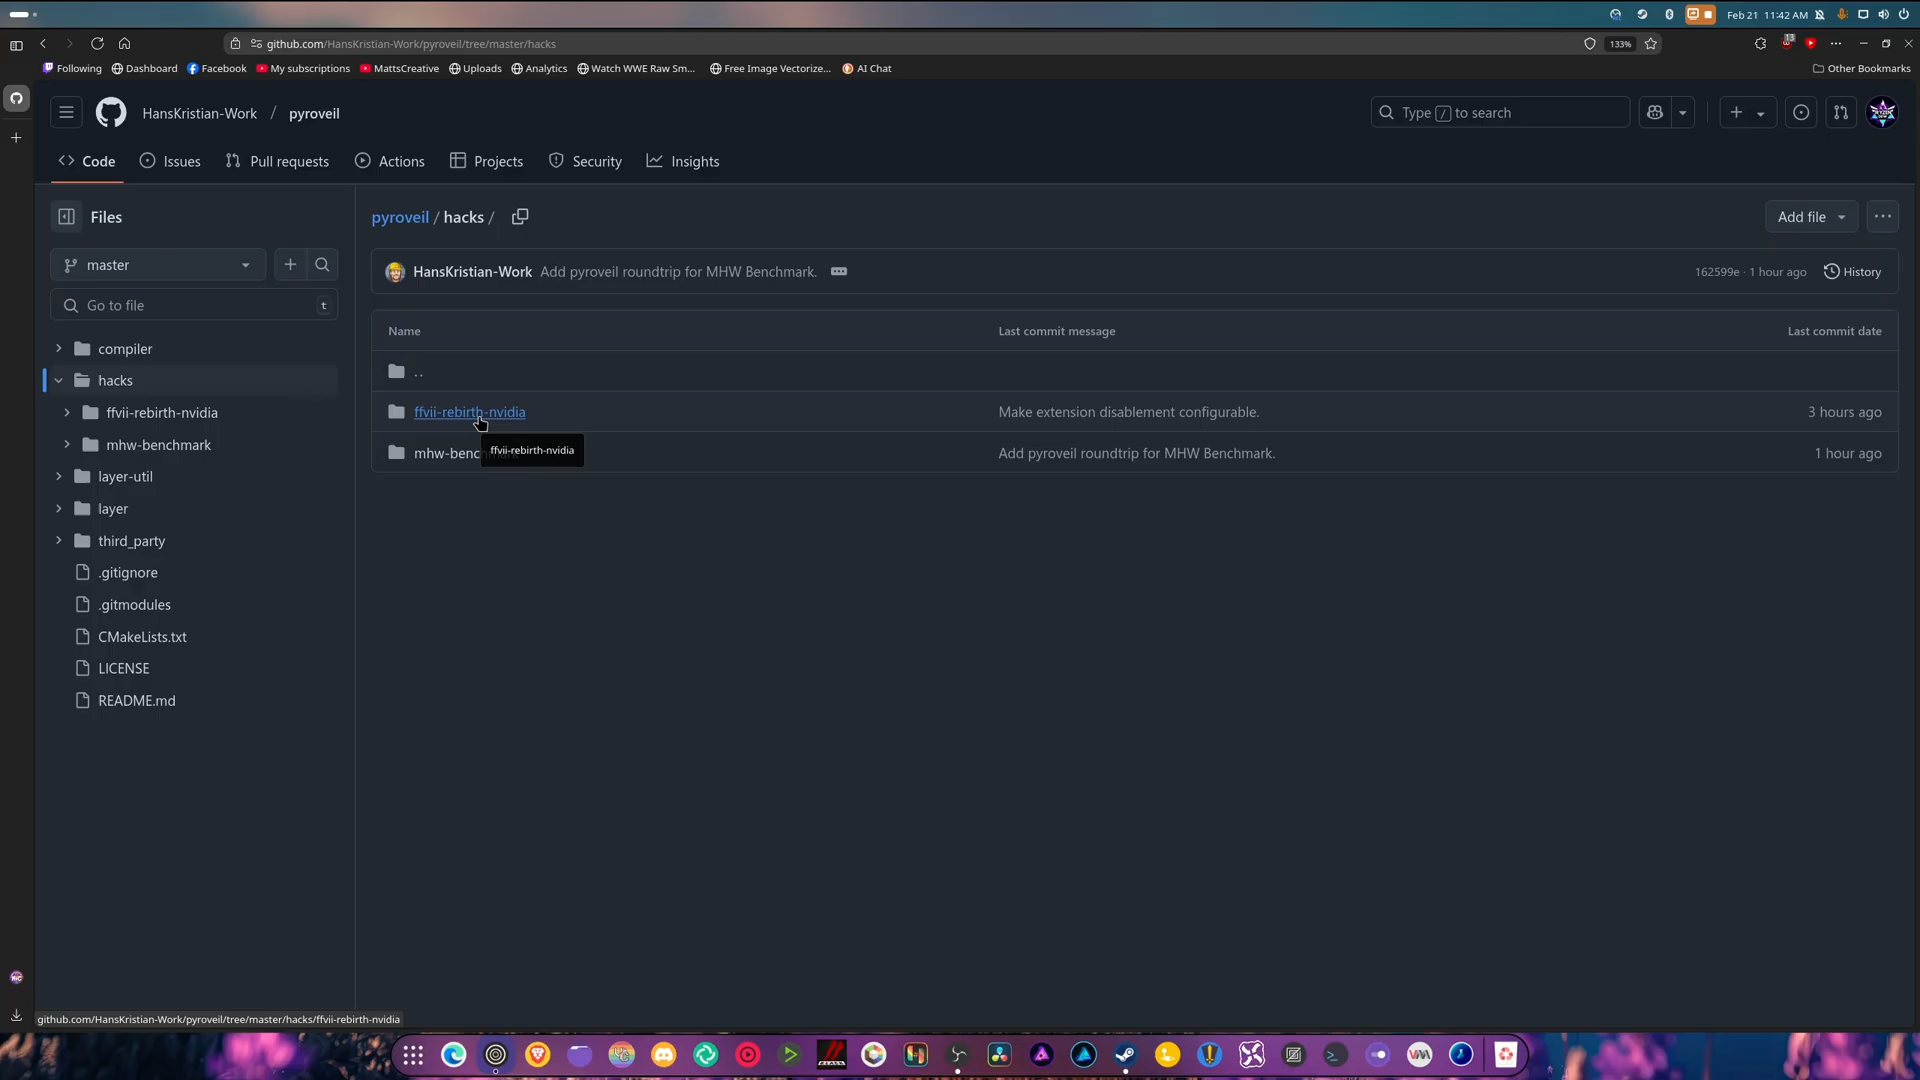 Feb 21 11:42 AM
github.com/HansKristian-Work/pyroveil/tree/master/hacks
133%
13
Following
Dashboard
Facebook
My subscriptions
MattsCreative
Uploads
Analytics
Watch WWE Raw Sm...
Free Image Vectorize...
AI Chat
Other Bookmarks
HansKristian-Work / pyroveil
Type / to search
Code
Issues
Pull requests
Actions
Projects
Security
Insights
Files
pyroveil / hacks /
Add file
master
Go to file
t
HansKristian-Work Add pyroveil roundtrip for MHW Benchmark.
162599e · 1 hour ago
History
Name
Last commit message
Last commit date
..
ffvii-rebirth-nvidia
Make extension disablement configurable.
3 hours ago
mhw-benc
Add pyroveil roundtrip for MHW Benchmark.
1 hour ago
ffvii-rebirth-nvidia
compiler
hacks
ffvii-rebirth-nvidia
mhw-benchmark
layer-util
layer
third_party
.gitignore
.gitmodules
CMakeLists.txt
LICENSE
README.md
github.com/HansKristian-Work/pyroveil/tree/master/hacks/ffvii-rebirth-nvidia